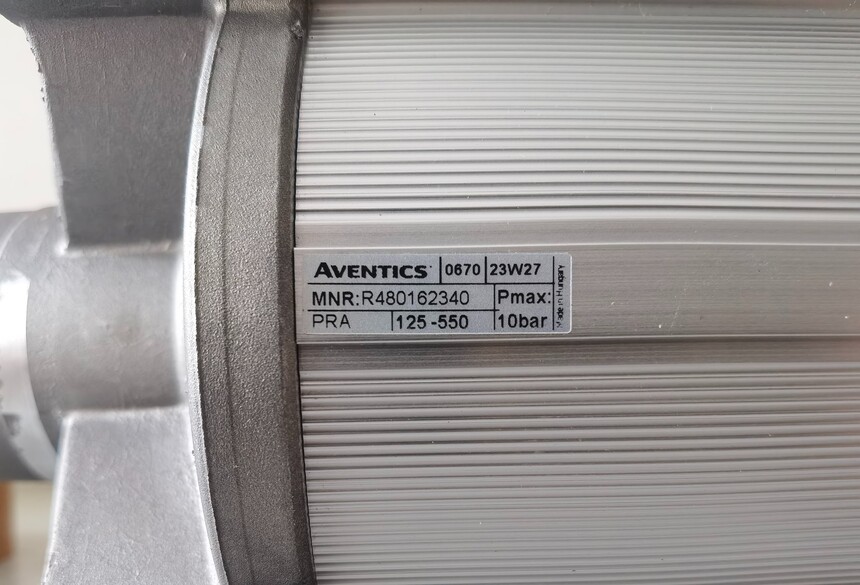 AVENTICS 0670 23W27
MNR:R480162340 Pmax:
PRA 125-550 10bar
Made in Hungary